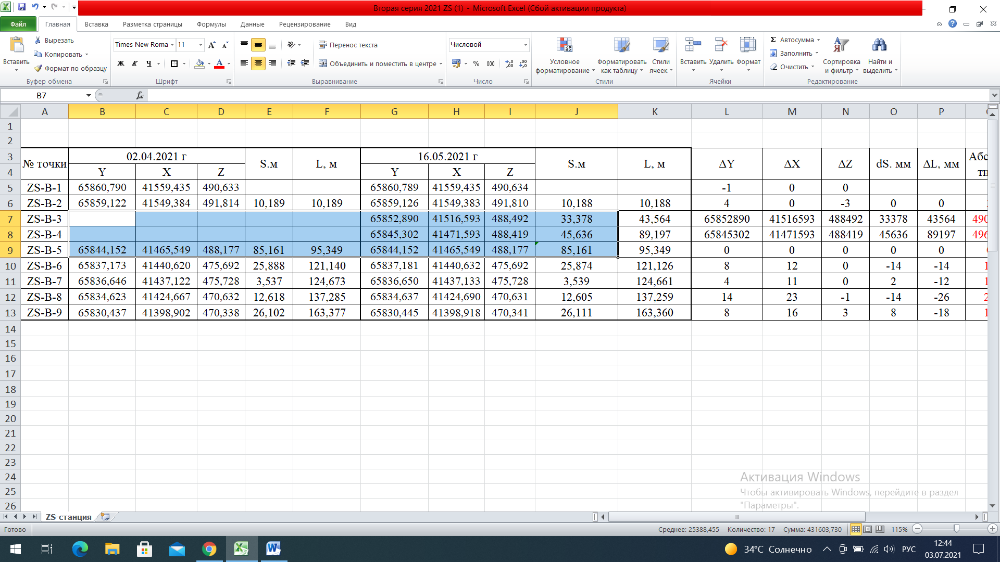 Вторая серия 2021 ZS (1) - Microsoft Excel (Сбой активации продукта)
Файл Главная Вставка Разметка страницы Формулы Данные Рецензирование Вид
Вставить
Вырезать
Копировать
Формат по образцу
Буфер обмена
Times New Roma 11
Ж К Ч А
Шрифт
Перенос текста
Объединить и поместить в центре
Выравнивание
Числовой
% 000
Число
Условное форматирование
Форматировать как таблицу
Стили ячеек
Стили
Вставить Удалить Формат
Ячейки
Σ Автосумма
Заполнить
Очистить
Сортировка и фильтр
Найти и выделить
Редактирование
B7 fx
A B C D E F G H I J K L M N O P
1
2
3 № точки 02.04.2021 г S.м L, м 16.05.2021 г S.м L, м ΔY ΔX ΔZ dS. мм ΔL, мм Абс
4 Y X Z Y X Z тн
5 ZS-B-1 65860,790 41559,435 490,633 65860,789 41559,435 490,634 -1 0 0
6 ZS-B-2 65859,122 41549,384 491,814 10,189 10,189 65859,126 41549,383 491,810 10,188 10,188 4 0 -3 0 0
7 ZS-B-3 65852,890 41516,593 488,492 33,378 43,564 65852890 41516593 488492 33378 43564 490
8 ZS-B-4 65845,302 41471,593 488,419 45,636 89,197 65845302 41471593 488419 45636 89197 496
9 ZS-B-5 65844,152 41465,549 488,177 85,161 95,349 65844,152 41465,549 488,177 85,161 95,349 0 0 0 0 0
10 ZS-B-6 65837,173 41440,620 475,692 25,888 121,140 65837,181 41440,632 475,692 25,874 121,126 8 12 0 -14 -14
11 ZS-B-7 65836,646 41437,122 475,728 3,537 124,673 65836,650 41437,133 475,728 3,539 124,661 4 11 0 2 -12
12 ZS-B-8 65834,623 41424,667 470,632 12,618 137,285 65834,637 41424,690 470,631 12,605 137,259 14 23 -1 -14 -26
13 ZS-B-9 65830,437 41398,902 470,338 26,102 163,377 65830,445 41398,918 470,341 26,111 163,360 8 16 3 8 -18
14
15
16
17
18
19
20
21
22
23
24
25
26
Активация Windows
Чтобы активировать Windows, перейдите в раздел
"Параметры".
ZS-станция
Готово Среднее: 25388,455 Количество: 17 Сумма: 431603,730 115%
34°C Солнечно РУС 12:44
03.07.2021